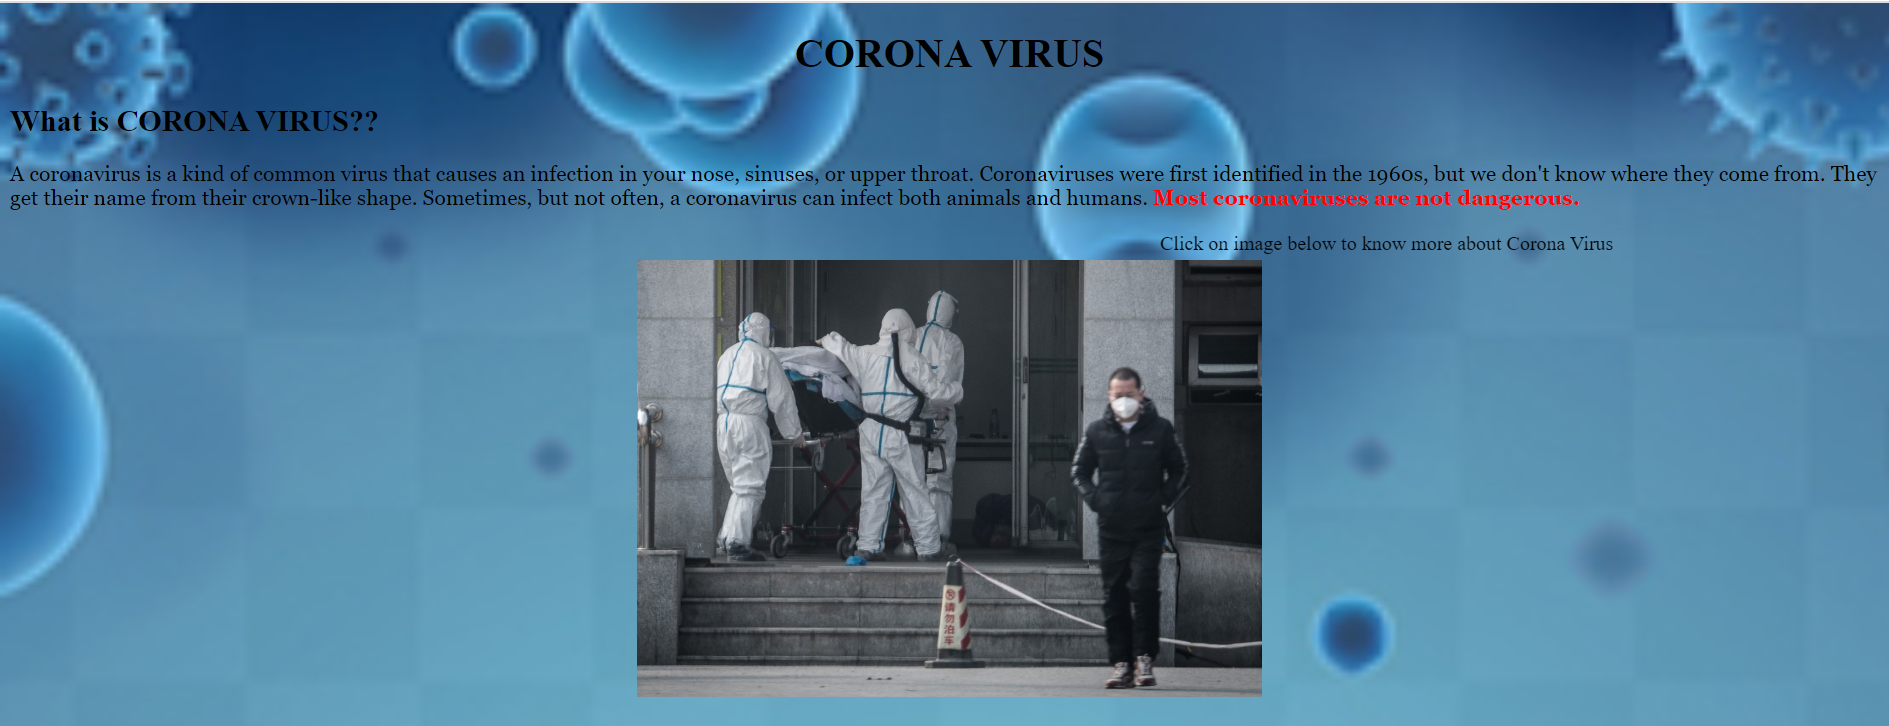 CORONA VIRUS
What is CORONA VIRUS??
A coronavirus is a kind of common virus that causes an infection in your nose, sinuses, or upper throat. Coronaviruses were first identified in the 1960s, but we don't know where they come from. They
get their name from their crown-like shape. Sometimes, but not often, a coronavirus can infect both animals and humans. Most coronaviruses are not dangerous.
Click on image below to know more about Corona Virus
请勿泊车